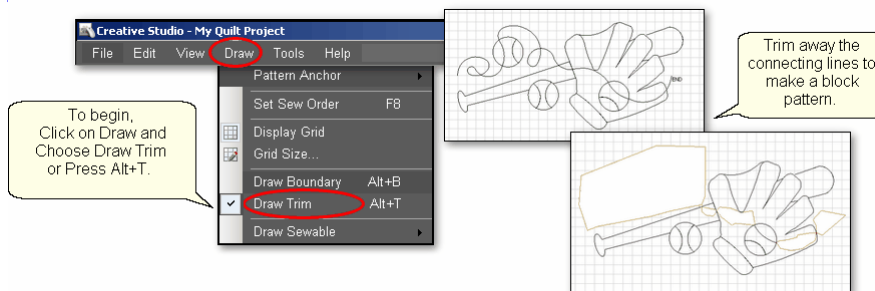 Creative Studio - My Quilt Project
File Edit View Draw Tools Help
Pattern Anchor
Set Sew Order F8
Display Grid
Grid Size...
Draw Boundary Alt+B
Draw Trim Alt+T
Draw Sewable
To begin,
Click on Draw and
Choose Draw Trim
or Press Alt+T.
Trim away the
connecting lines to
make a block
pattern.